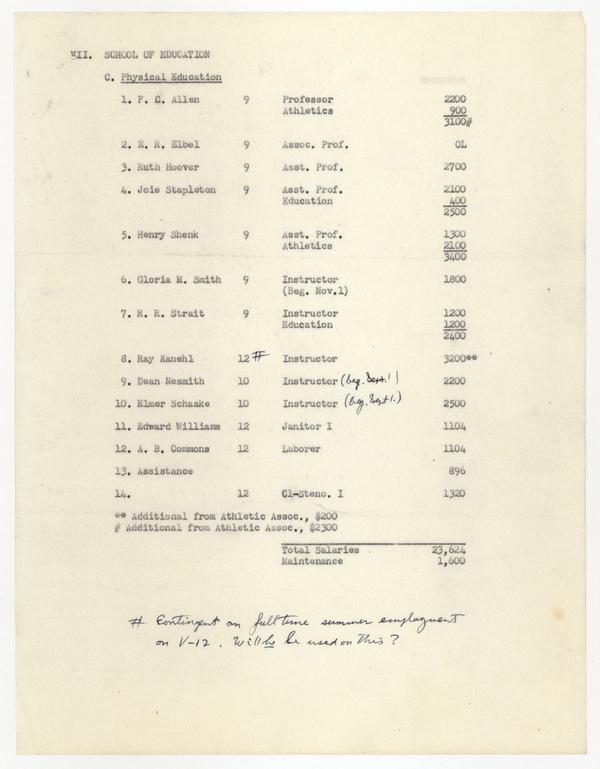 VII. SCHOOL OF EDUCATION
C. Physical Education
1. F. C. Allen 9 Professor 2200
Athletics 900
3100#
2. E. R. Elbel 9 Assoc. Prof. OL
3. Ruth Hoover 9 Asst. Prof. 2700
4. Joie Stapleton 9 Asst. Prof. 2100
Education 400
2500
5. Henry Shenk 9 Asst. Prof. 1300
Athletics 2100
3400
6. Gloria M. Smith 9 Instructor 1800
(Beg. Nov.1)
7. R. R. Strait 9 Instructor 1200
Education 1200
2400
8. Ray Kanehl 12 # Instructor 3200**
9. Dean Nesmith 10 Instructor (beg. Sept. 1) 2200
10. Elmer Schaake 10 Instructor (beg. Sept 1.) 2500
11. Edward Williams 12 Janitor I 1104
12. A. B. Commons 12 Laborer 1104
13. Assistance 896
14. 12 Cl-Steno. I 1320
** Additional from Athletic Assoc., $200
# Additional from Athletic Assoc., $2300
Total Salaries 23,624
Maintenance 1,600
# Contingent on full time summer employment
on V-12. Will he be used on this?